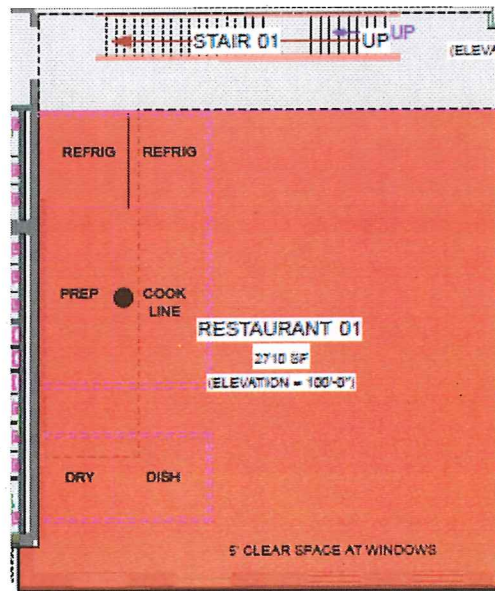 STAIR 01
UP
UP
(ELEV
REFRIG
REFRIG
PREP
COOK
LINE
RESTAURANT 01
2710 SF
(ELEVATION = 100'-0")
DRY
DISH
5' CLEAR SPACE AT WINDOWS